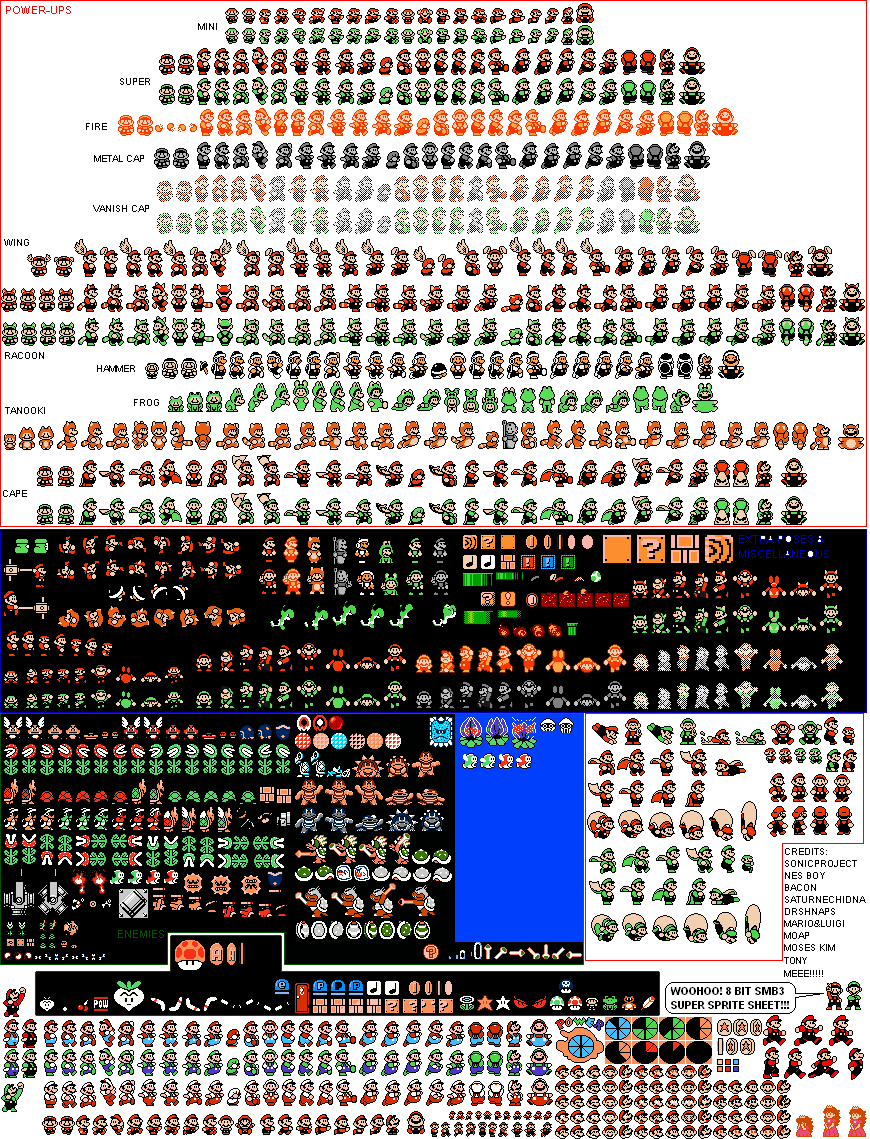 POWER-UPS
MINI
SUPER
FIRE
METAL CAP
VANISH CAP
WING
RACOON
HAMMER
FROG
TANOOKI
CAPE
EXTRA POSES &
MISCELLANEOUS
ENEMIES
CREDITS:
SONICPROJECT
NES BOY
BACON
SATURNECHIDNA
DRSHNAPS
MARIO&LUIGI
MOAP
MOSES KIM
TONY
MEEE!!!!!
POW
WOOHOO! 8 BIT SMB3
SUPER SPRITE SHEET!!!
POWER